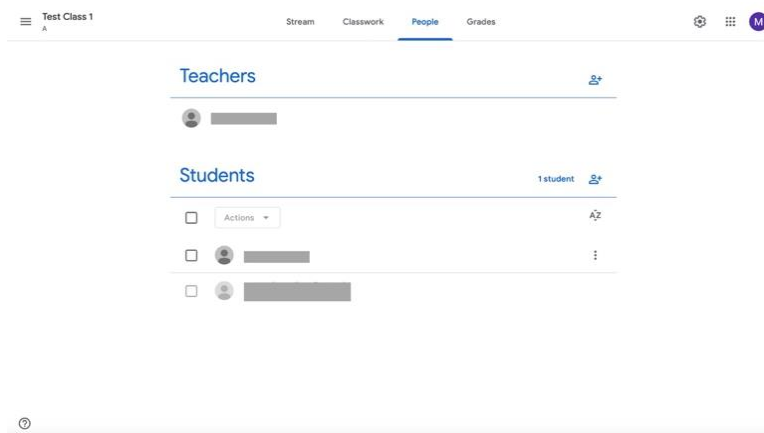 Test Class 1
A
Stream Classwork People Grades
M
Teachers
Students
1 student
Actions
AZ